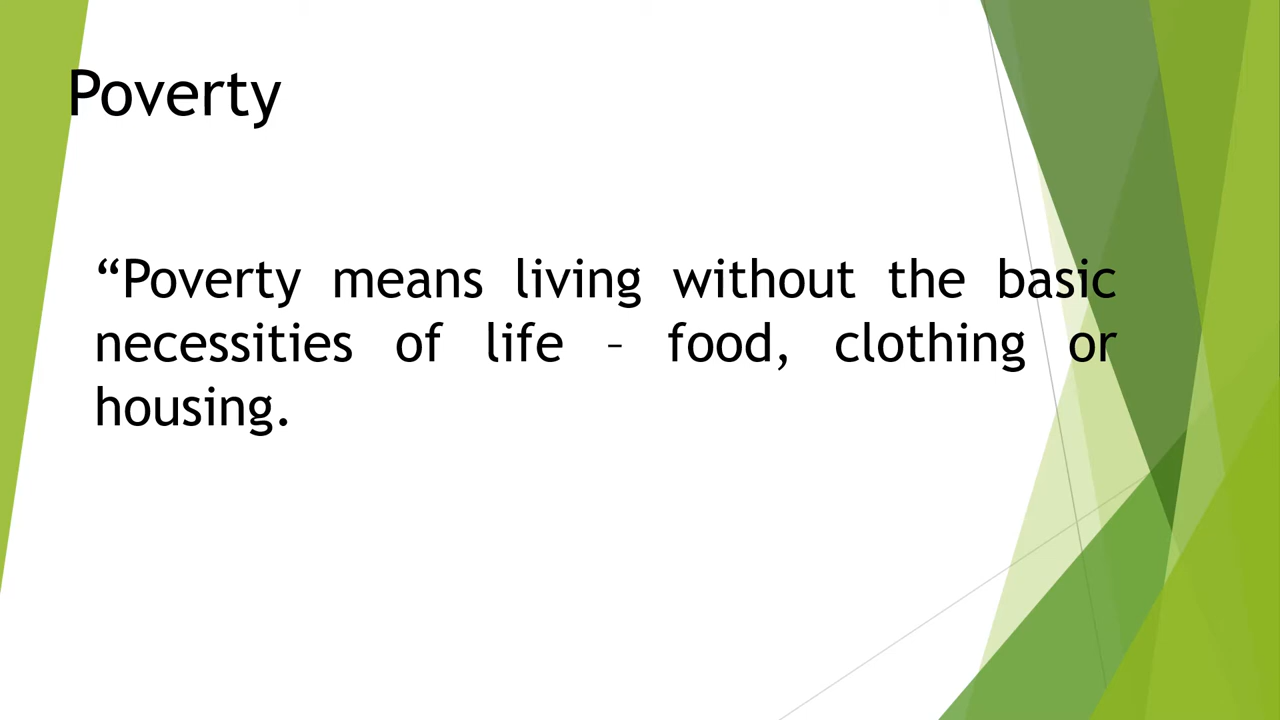 Poverty
“Poverty means living without the basic
necessities of life – food, clothing or
housing.